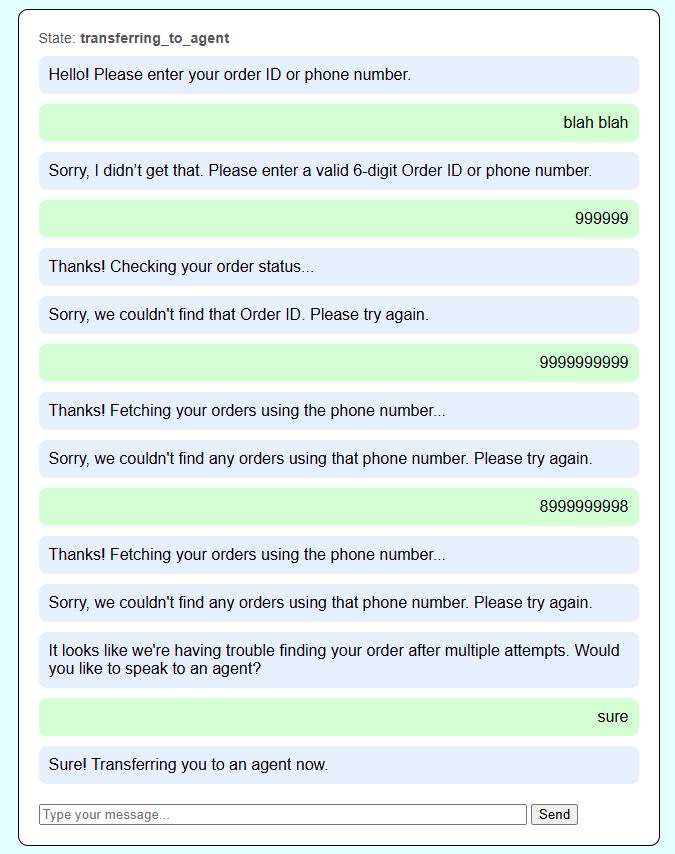 State: transferring_to_agent
Hello! Please enter your order ID or phone number.
blah blah
Sorry, I didn’t get that. Please enter a valid 6-digit Order ID or phone number.
999999
Thanks! Checking your order status...
Sorry, we couldn't find that Order ID. Please try again.
9999999999
Thanks! Fetching your orders using the phone number...
Sorry, we couldn't find any orders using that phone number. Please try again.
8999999998
Thanks! Fetching your orders using the phone number...
Sorry, we couldn't find any orders using that phone number. Please try again.
It looks like we're having trouble finding your order after multiple attempts. Would
you like to speak to an agent?
sure
Sure! Transferring you to an agent now.
Type your message... Send